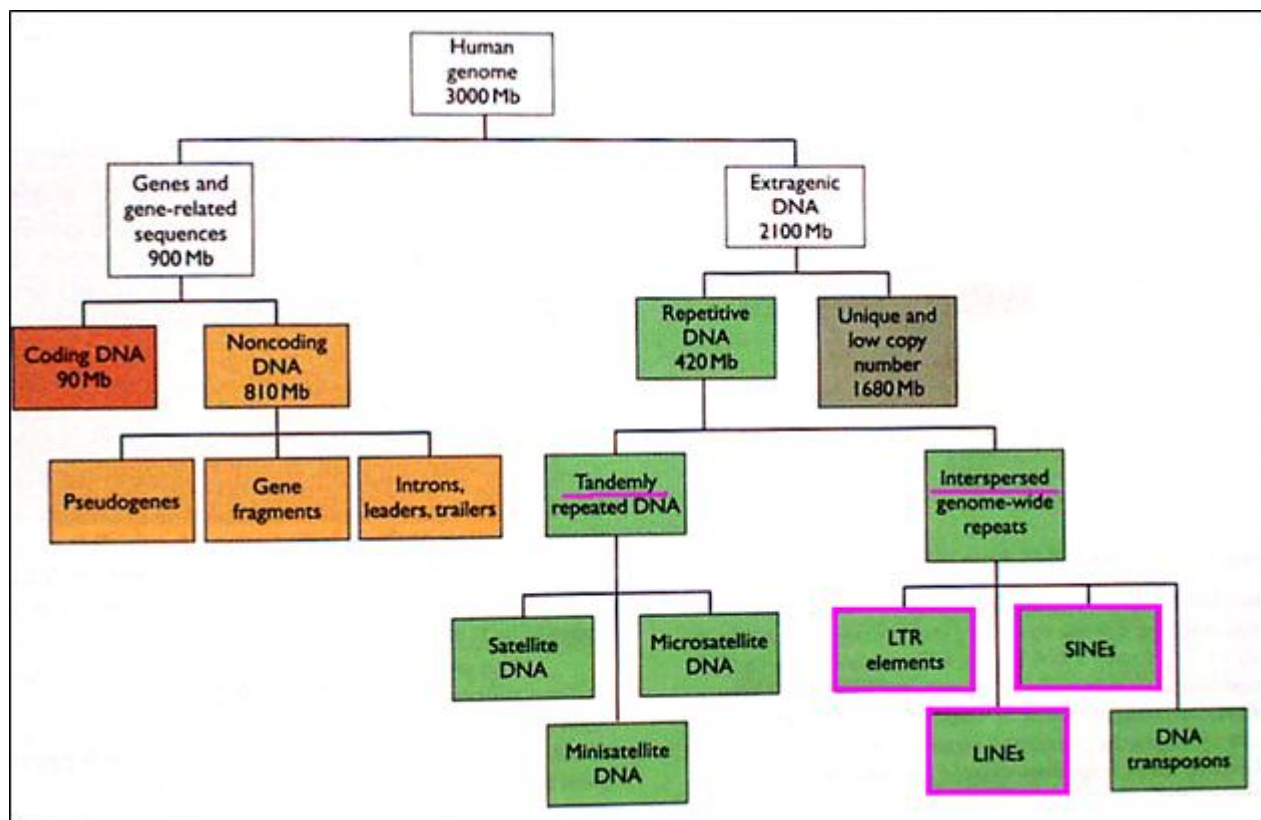 Human
genome
3000 Mb
Genes and
gene-related
sequences
900 Mb
Extragenic
DNA
2100 Mb
Coding DNA
90 Mb
Noncoding
DNA
810 Mb
Repetitive
DNA
420 Mb
Unique and
low copy
number
1680 Mb
Pseudogenes
Gene
fragments
Introns,
leaders, trailers
Tandemly
repeated DNA
Interspersed
genome-wide
repeats
Satellite
DNA
Microsatellite
DNA
Minisatellite
DNA
LTR
elements
SINEs
LINEs
DNA
transposons